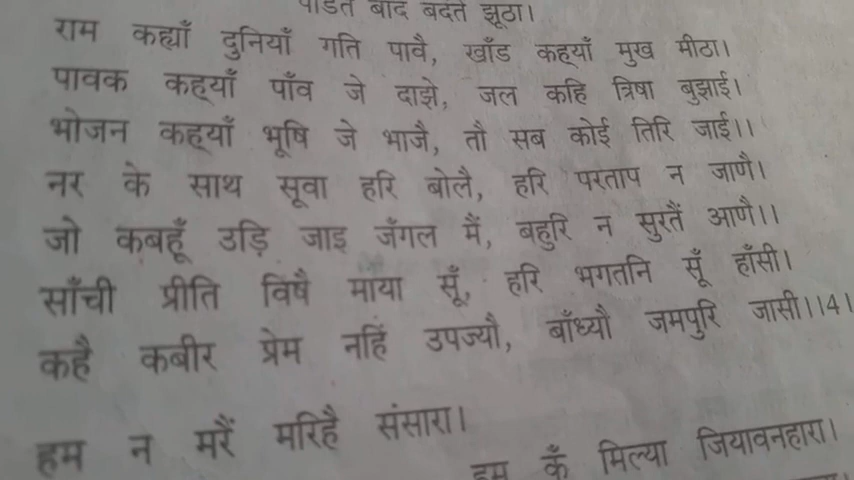 पंडित बाद बदंते झूठा।
राम कह्याँ दुनियाँ गति पावै, खाँड कह्याँ मुख मीठा।
पावक कह्याँ पाँव जे दाझे, जल कहि त्रिषा बुझाई।
भोजन कह्याँ भूषि जे भाजै, तौ सब कोई तिरि जाई।।
नर के साथ सूवा हरि बोलै, हरि परताप न जाणै।
जो कबहूँ उड़ि जाइ जँगल मैं, बहुरि न सुरतैं आणै।।
साँची प्रीति विषै माया सूँ, हरि भगतनि सूँ हाँसी।
कहै कबीर प्रेम नहिं उपज्यौ, बाँध्यौ जमपुरि जासी।।4।
हम न मरैं मरिहै संसारा।
हम कूँ मिल्या जियावनहारा।